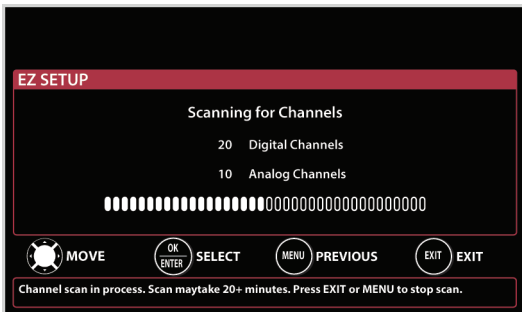 EZ SETUP
Scanning for Channels
20 Digital Channels
10 Analog Channels
MOVE OK ENTER SELECT MENU PREVIOUS EXIT EXIT
Channel scan in process. Scan maytake 20+ minutes. Press EXIT or MENU to stop scan.